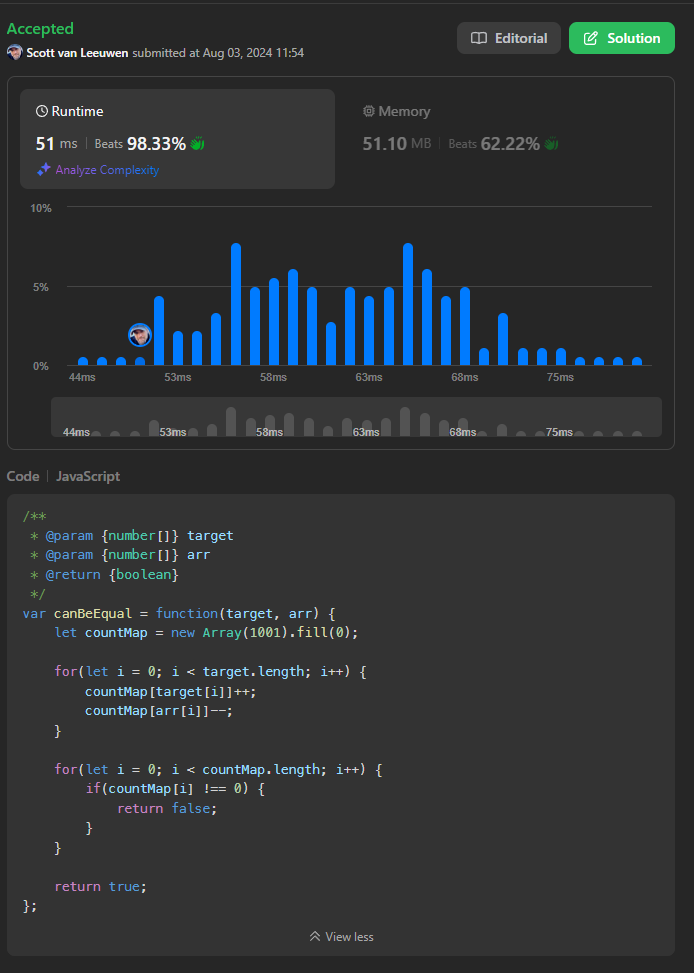 Accepted
Scott van Leeuwen submitted at Aug 03, 2024 11:54
Editorial
Solution
Runtime
51 ms | Beats 98.33%
Analyze Complexity
Memory
51.10 MB | Beats 62.22%
10%
5%
0%
44ms 53ms 58ms 63ms 68ms 75ms
44ms 53ms 58ms 63ms 68ms 75ms
Code | JavaScript
/**
 * @param {number[]} target
 * @param {number[]} arr
 * @return {boolean}
 */
var canBeEqual = function(target, arr) {
    let countMap = new Array(1001).fill(0);
    for(let i = 0; i < target.length; i++) {
        countMap[target[i]]++;
        countMap[arr[i]]--;
    }
    for(let i = 0; i < countMap.length; i++) {
        if(countMap[i] !== 0) {
            return false;
        }
    }
    return true;
};
View less